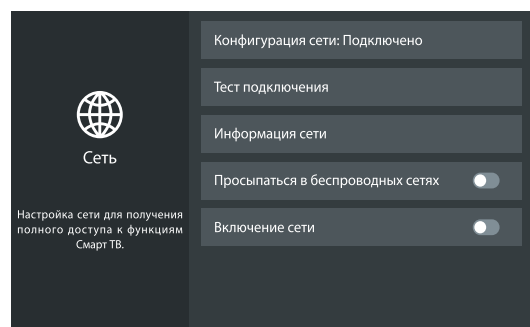 Сеть
Настройка сети для получения
полного доступа к функциям
Смарт ТВ.
Конфигурация сети: Подключено
Тест подключения
Информация сети
Просыпаться в беспроводных сетях
Включение сети